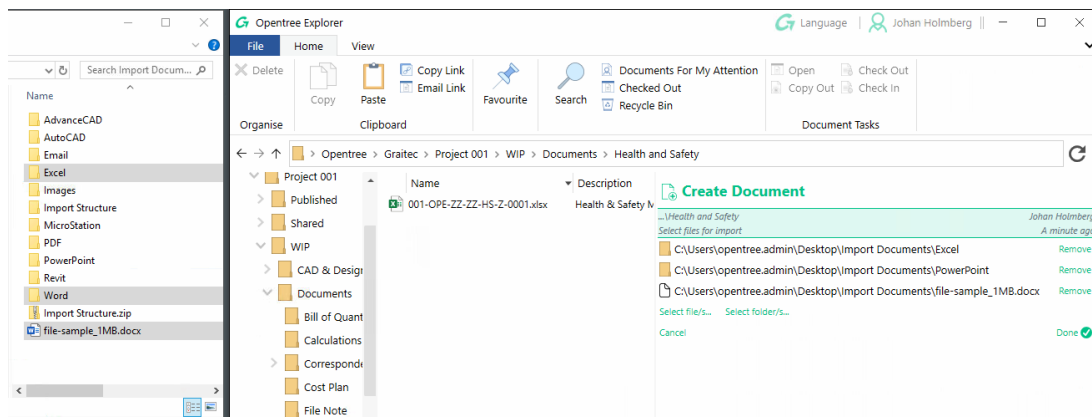 Search Import Docum...
Name
AdvanceCAD
AutoCAD
Email
Excel
Images
Import Structure
MicroStation
PDF
PowerPoint
Revit
Word
Import Structure.zip
file-sample_1MB.docx
Opentree Explorer
Language
Johan Holmberg
File
Home
View
Delete
Copy
Paste
Copy Link
Email Link
Favourite
Search
Documents For My Attention
Checked Out
Recycle Bin
Open
Copy Out
Check Out
Check In
Organise
Clipboard
Document Tasks
Opentree > Graitec > Project 001 > WIP > Documents > Health and Safety
Project 001
Published
Shared
WIP
CAD & Design
Documents
Bill of Quant
Calculations
Corresponde
Cost Plan
File Note
Name
Description
001-OPE-ZZ-ZZ-HS-Z-0001.xlsx
Health & Safety M
Create Document
...\Health and Safety
Johan Holmberg
Select files for import
A minute ago
C:\Users\opentree.admin\Desktop\Import Documents\Excel
Remove
C:\Users\opentree.admin\Desktop\Import Documents\PowerPoint
Remove
C:\Users\opentree.admin\Desktop\Import Documents\file-sample_1MB.docx
Remove
Select file/s...
Select folder/s...
Cancel
Done